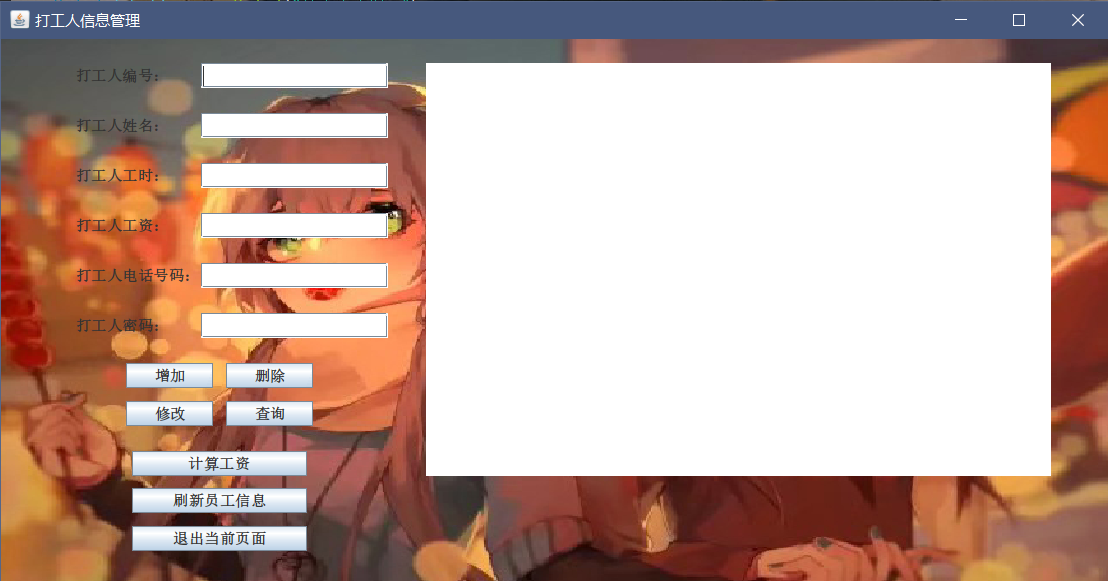 打工人信息管理
打工人编号：
打工人姓名：
打工人工时：
打工人工资：
打工人电话号码：
打工人密码：
增加 删除
修改 查询
计算工资
刷新员工信息
退出当前页面